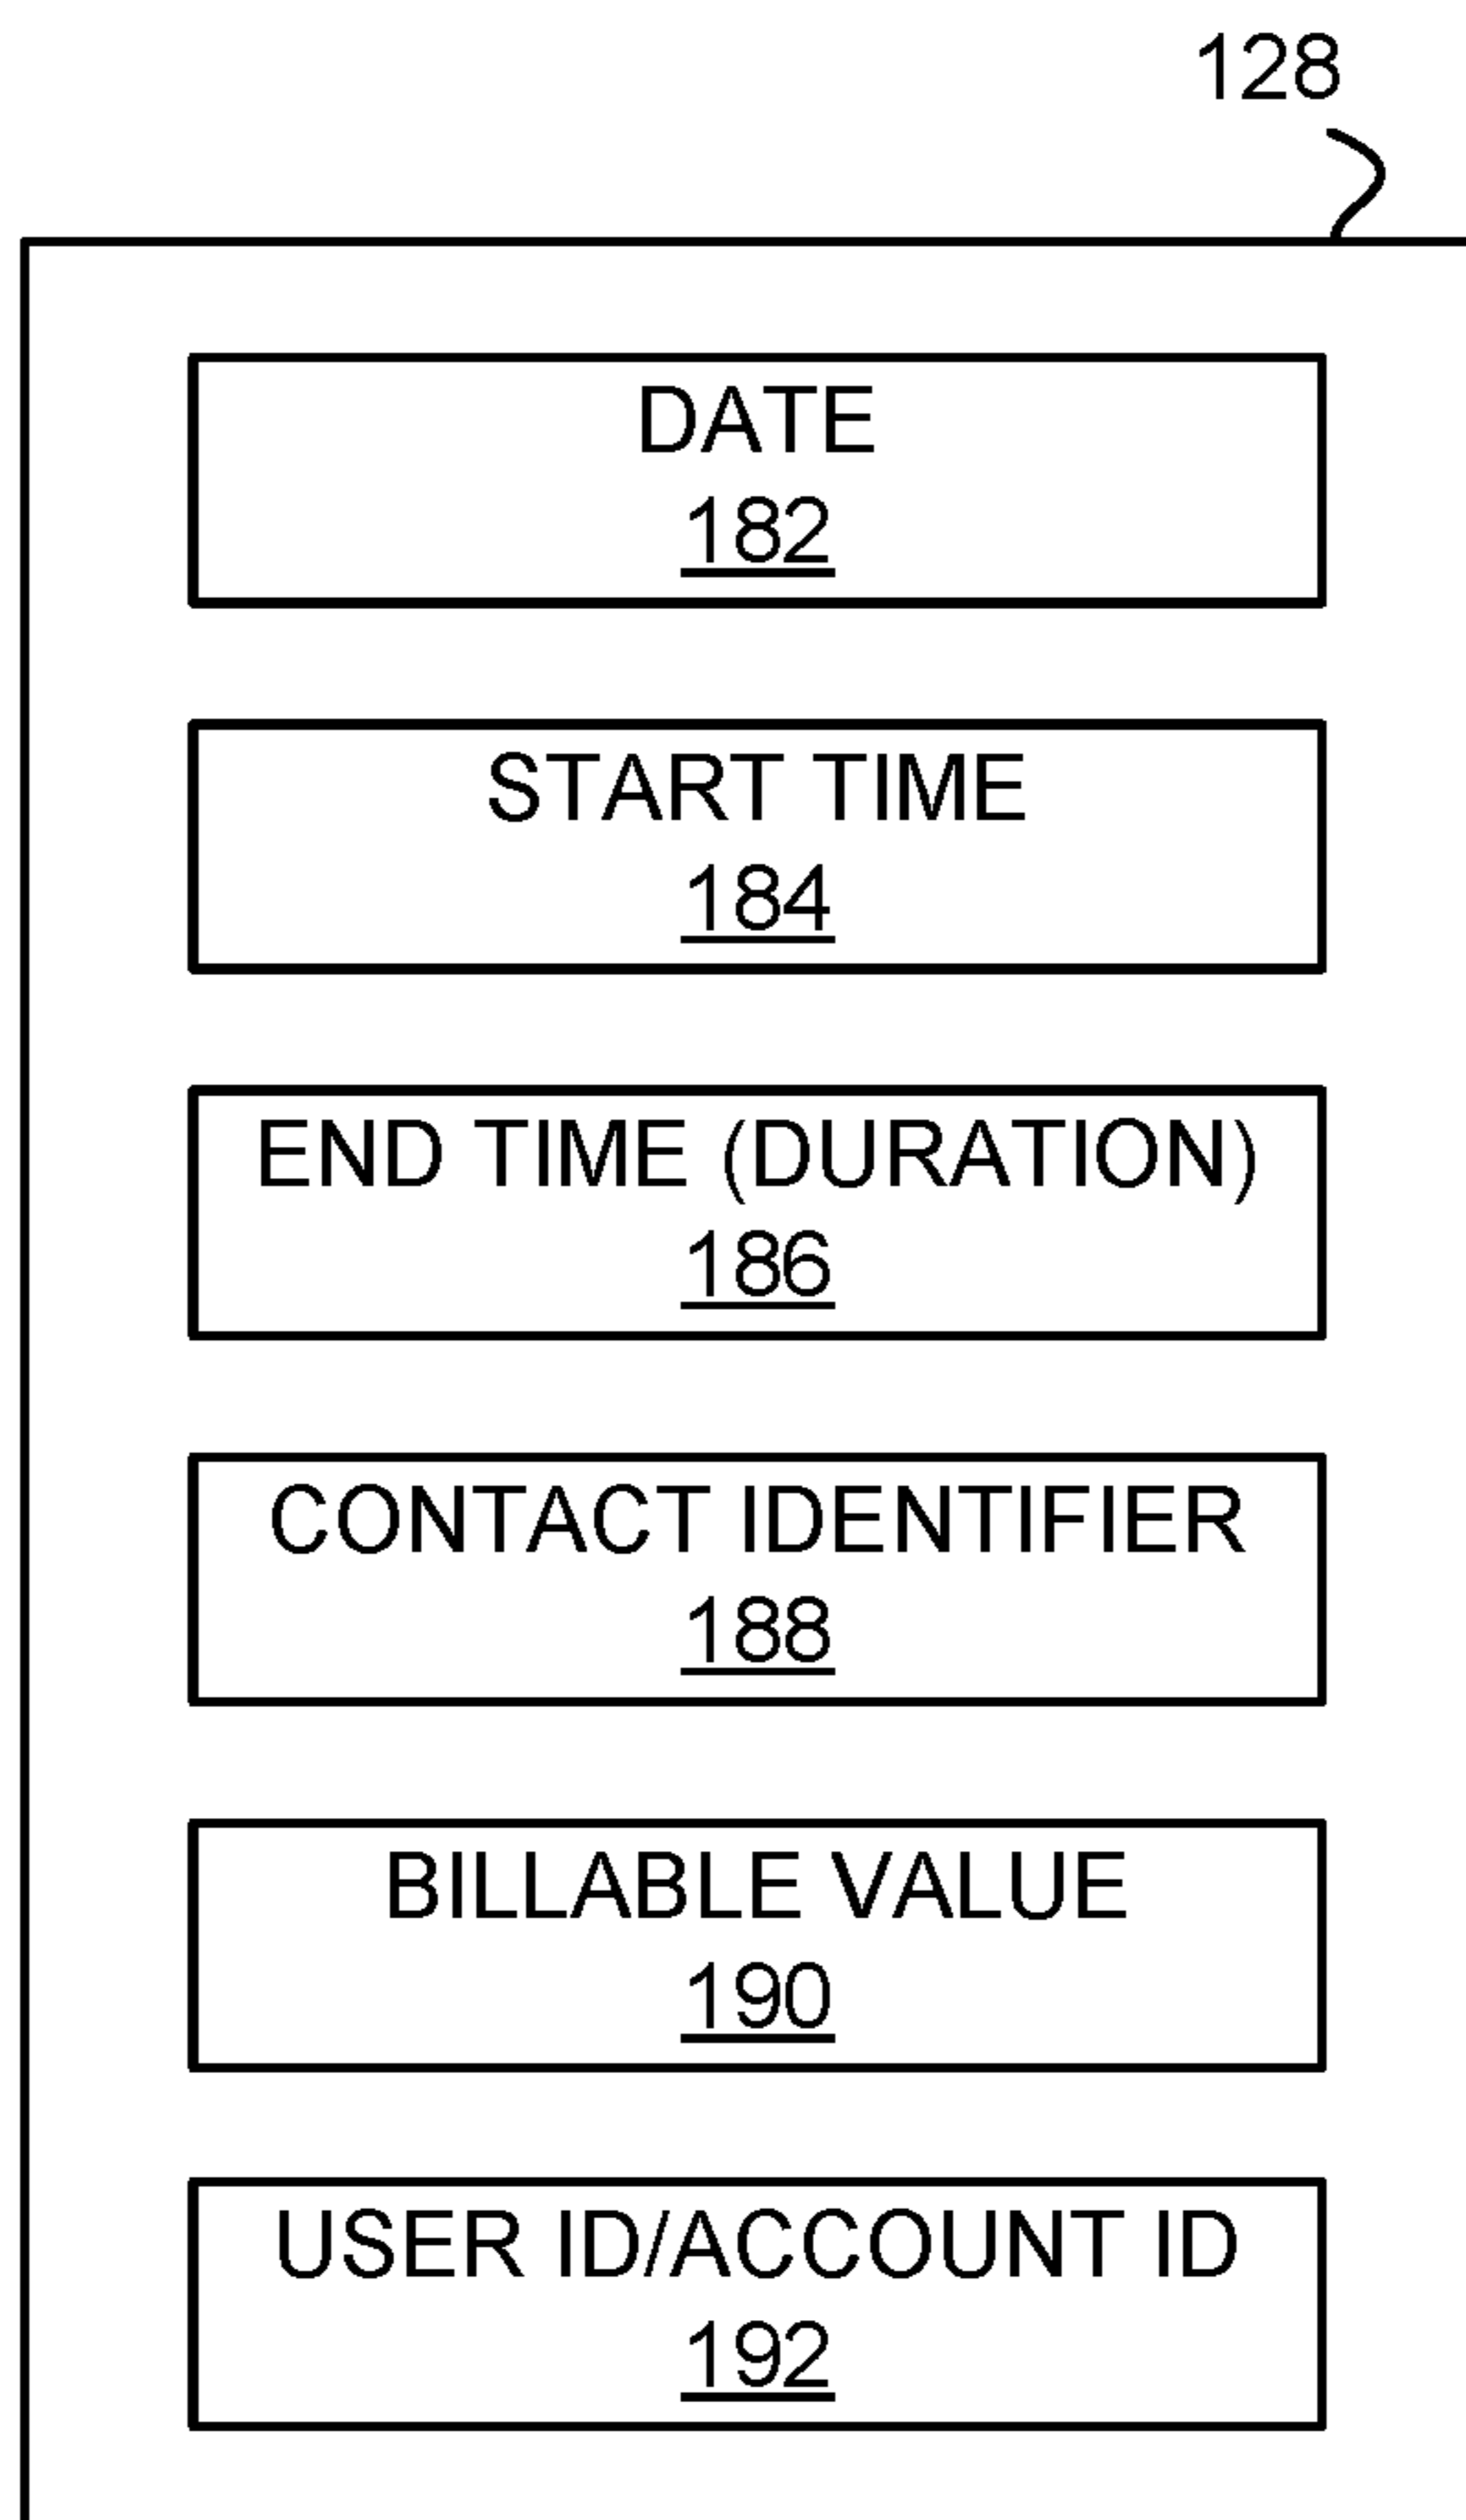 128
DATE
182
START TIME
184
END TIME (DURATION)
186
CONTACT IDENTIFIER
188
BILLABLE VALUE
190
USER ID/ACCOUNT ID
192